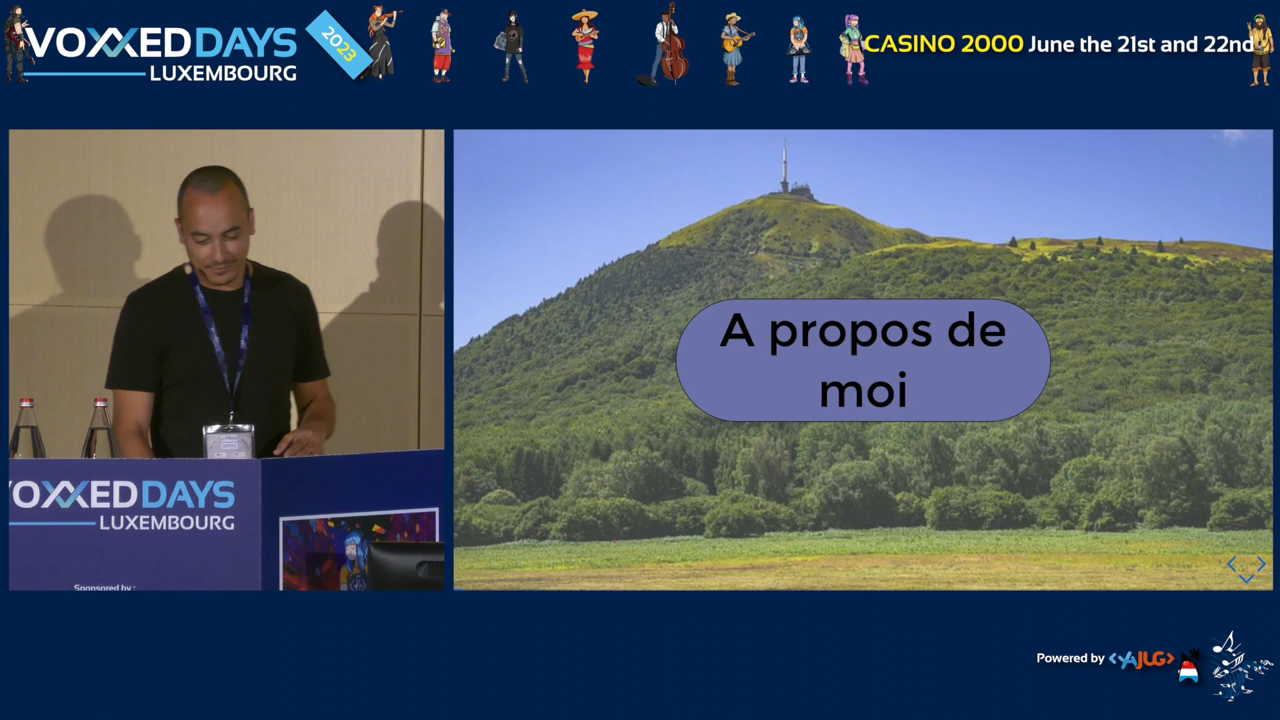 VOXXEDDAYS
LUXEMBOURG
2023
CASINO 2000 June the 21st and 22nd
A propos de
moi
VOXXEDDAYS
LUXEMBOURG
Sponsored by :
Powered by <YAJUG>